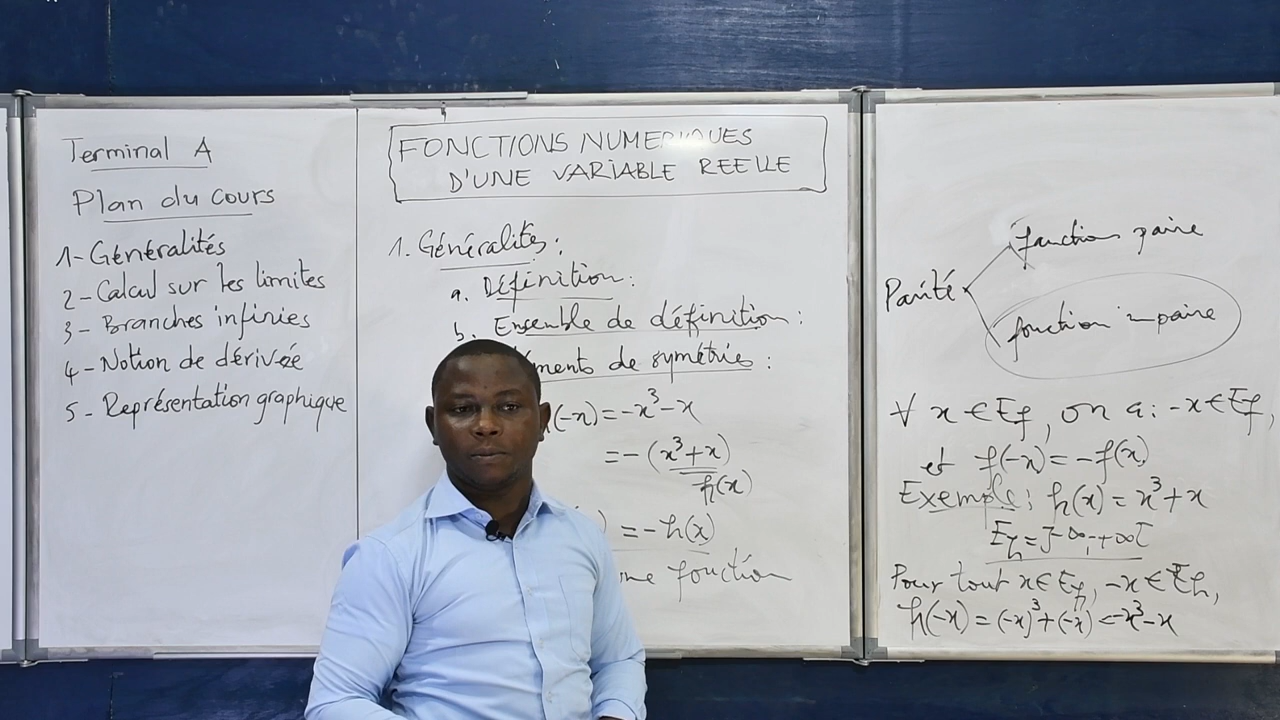 Terminal A
Plan du cours
1- Généralités
2- Calcul sur les limites
3- Branches infinies
4- Notion de dérivée
5- Représentation graphique
FONCTIONS NUMERIQUES
D'UNE VARIABLE REELLE
1. Généralités :
a. Définition :
b. Ensemble de définition :
éléments de symétries :
(-x) = -x³ - x
= - (x³ + x)
h(x)
) = - h(x)
fonction
fonction paire
Parité
fonction impaire
∀ x ∈ Ef, on a : -x ∈ Ef,
et f(-x) = -f(x)
Exemple : h(x) = x³ + x
Eh = ]-∞, +∞[
Pour tout x ∈ Eh, -x ∈ Eh,
h(-x) = (-x)³ + (-x) = -x³ - x